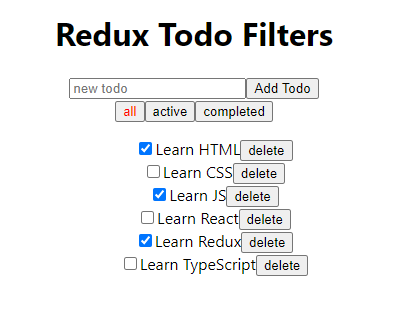 Redux Todo Filters
new todo Add Todo
all active completed
Learn HTML delete
Learn CSS delete
Learn JS delete
Learn React delete
Learn Redux delete
Learn TypeScript delete